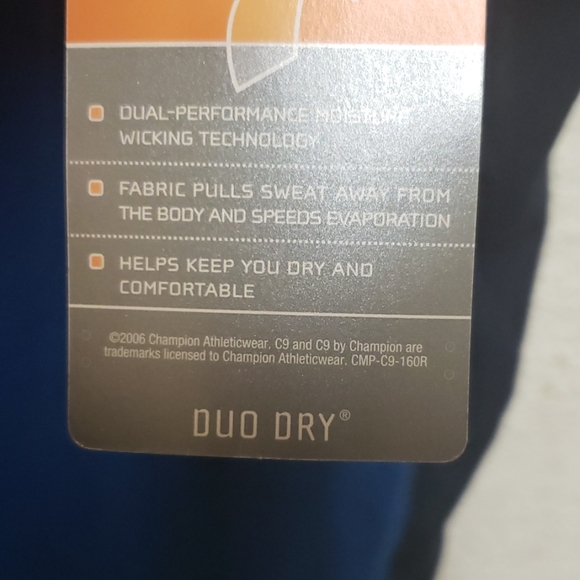 DUAL-PERFORMANCE MOISTURE
WICKING TECHNOLOGY
FABRIC PULLS SWEAT AWAY FROM
THE BODY AND SPEEDS EVAPORATION
HELPS KEEP YOU DRY AND
COMFORTABLE
©2006 Champion Athleticwear. C9 and C9 by Champion are
trademarks licensed to Champion Athleticwear. CMP-C9-160R
DUO DRY®